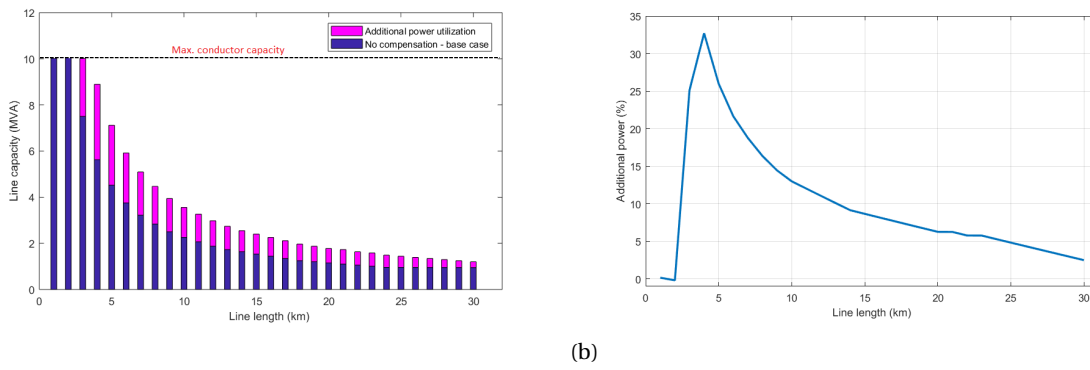 12
10
8
6
4
2
0
Line capacity (MVA)
Additional power utilization
No compensation - base case
Max. conductor capacity
0 5 10 15 20 25 30
Line length (km)
35
30
25
20
15
10
5
0
Additional power (%)
0 5 10 15 20 25 30
Line length (km)
(b)